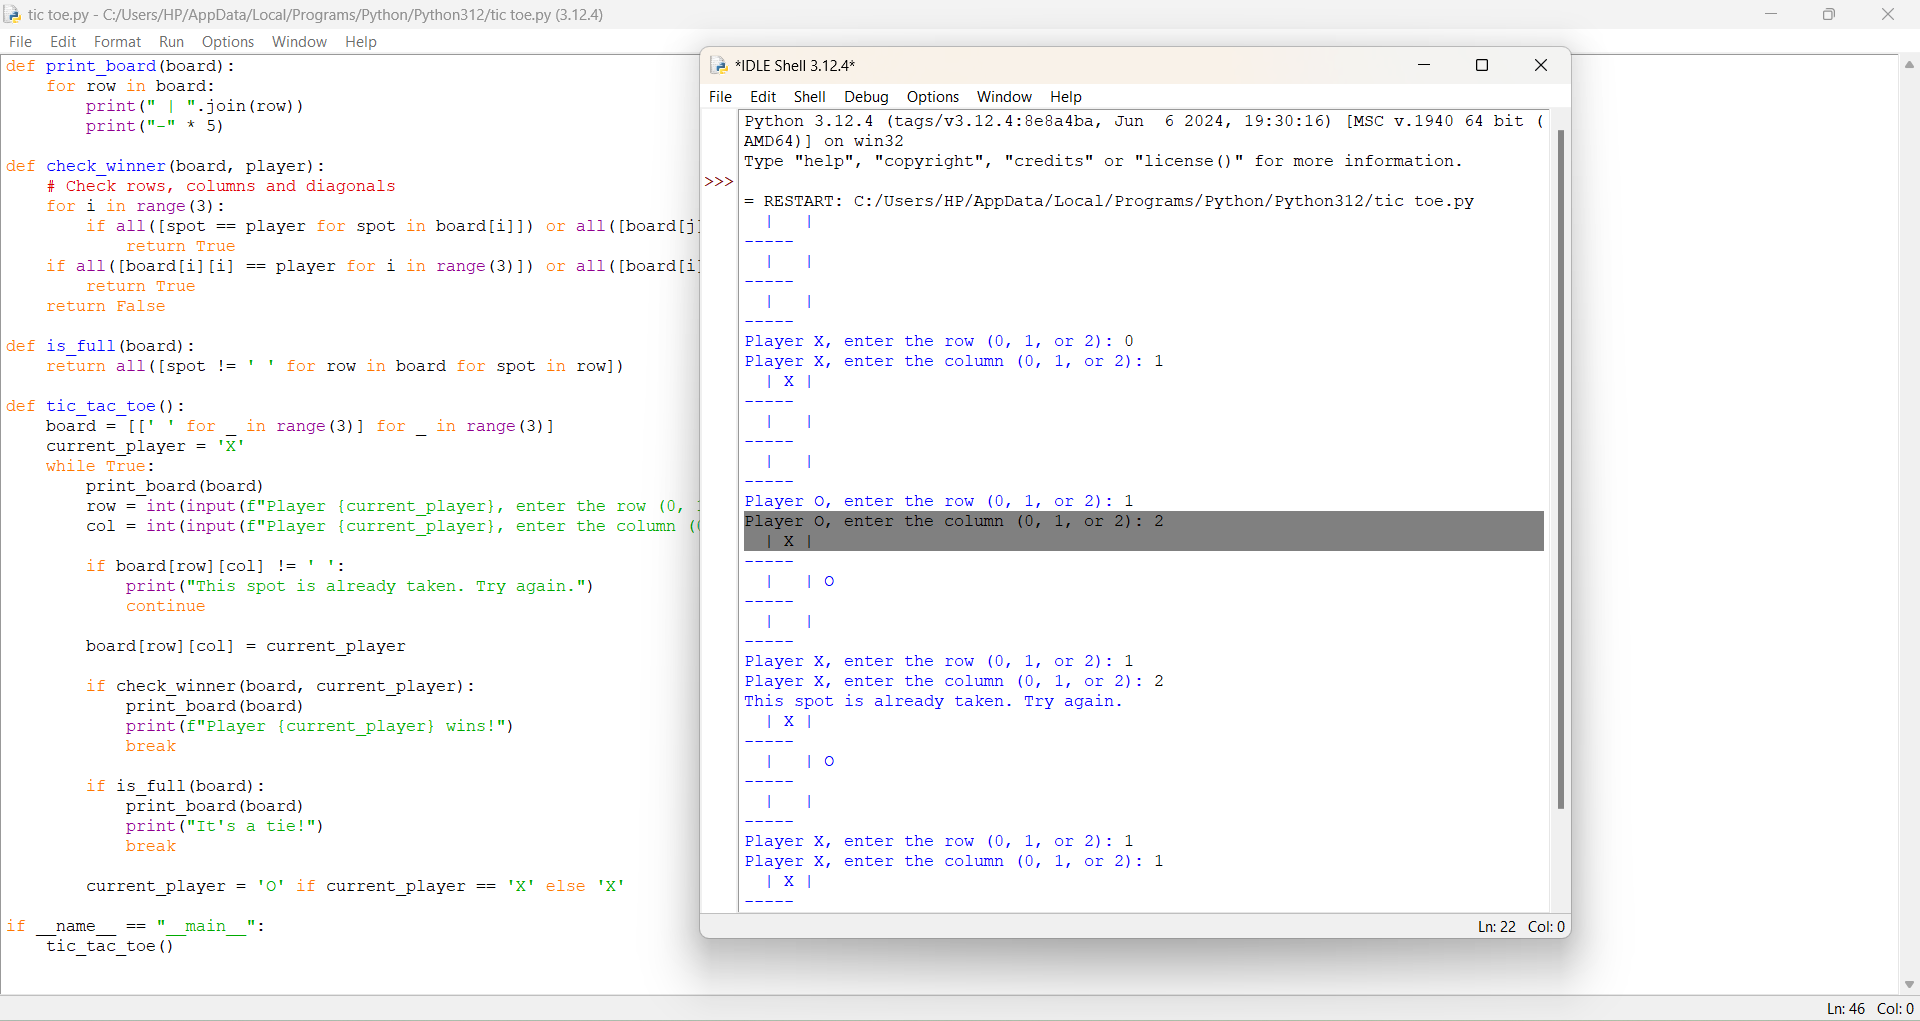 tic toe.py - C:/Users/HP/AppData/Local/Programs/Python/Python312/tic toe.py (3.12.4)
File Edit Format Run Options Window Help
def print_board(board):
    for row in board:
        print(" | ".join(row))
        print("-" * 5)

def check_winner(board, player):
    # Check rows, columns and diagonals
    for i in range(3):
        if all([spot == player for spot in board[i]]) or all([board[j]
            return True
    if all([board[i][i] == player for i in range(3)]) or all([board[i]
        return True
    return False

def is_full(board):
    return all([spot != ' ' for row in board for spot in row])

def tic_tac_toe():
    board = [[' ' for _ in range(3)] for _ in range(3)]
    current_player = 'X'
    while True:
        print_board(board)
        row = int(input(f"Player {current_player}, enter the row (0,
        col = int(input(f"Player {current_player}, enter the column (

        if board[row][col] != ' ':
            print("This spot is already taken. Try again.")
            continue

        board[row][col] = current_player

        if check_winner(board, current_player):
            print_board(board)
            print(f"Player {current_player} wins!")
            break

        if is_full(board):
            print_board(board)
            print("It's a tie!")
            break

        current_player = 'O' if current_player == 'X' else 'X'

if __name__ == "__main__":
    tic_tac_toe()
Ln: 46 Col: 0
*IDLE Shell 3.12.4*
File Edit Shell Debug Options Window Help
Python 3.12.4 (tags/v3.12.4:8e8a4ba, Jun  6 2024, 19:30:16) [MSC v.1940 64 bit (
AMD64)] on win32
Type "help", "copyright", "credits" or "license()" for more information.
>>>
= RESTART: C:/Users/HP/AppData/Local/Programs/Python/Python312/tic toe.py
  |   |
-----
  |   |
-----
  |   |
-----
Player X, enter the row (0, 1, or 2): 0
Player X, enter the column (0, 1, or 2): 1
  | X |
-----
  |   |
-----
  |   |
-----
Player O, enter the row (0, 1, or 2): 1
Player O, enter the column (0, 1, or 2): 2
  | X |
-----
  |   | O
-----
  |   |
-----
Player X, enter the row (0, 1, or 2): 1
Player X, enter the column (0, 1, or 2): 2
This spot is already taken. Try again.
  | X |
-----
  |   | O
-----
  |   |
-----
Player X, enter the row (0, 1, or 2): 1
Player X, enter the column (0, 1, or 2): 1
  | X |
-----
Ln: 22 Col: 0